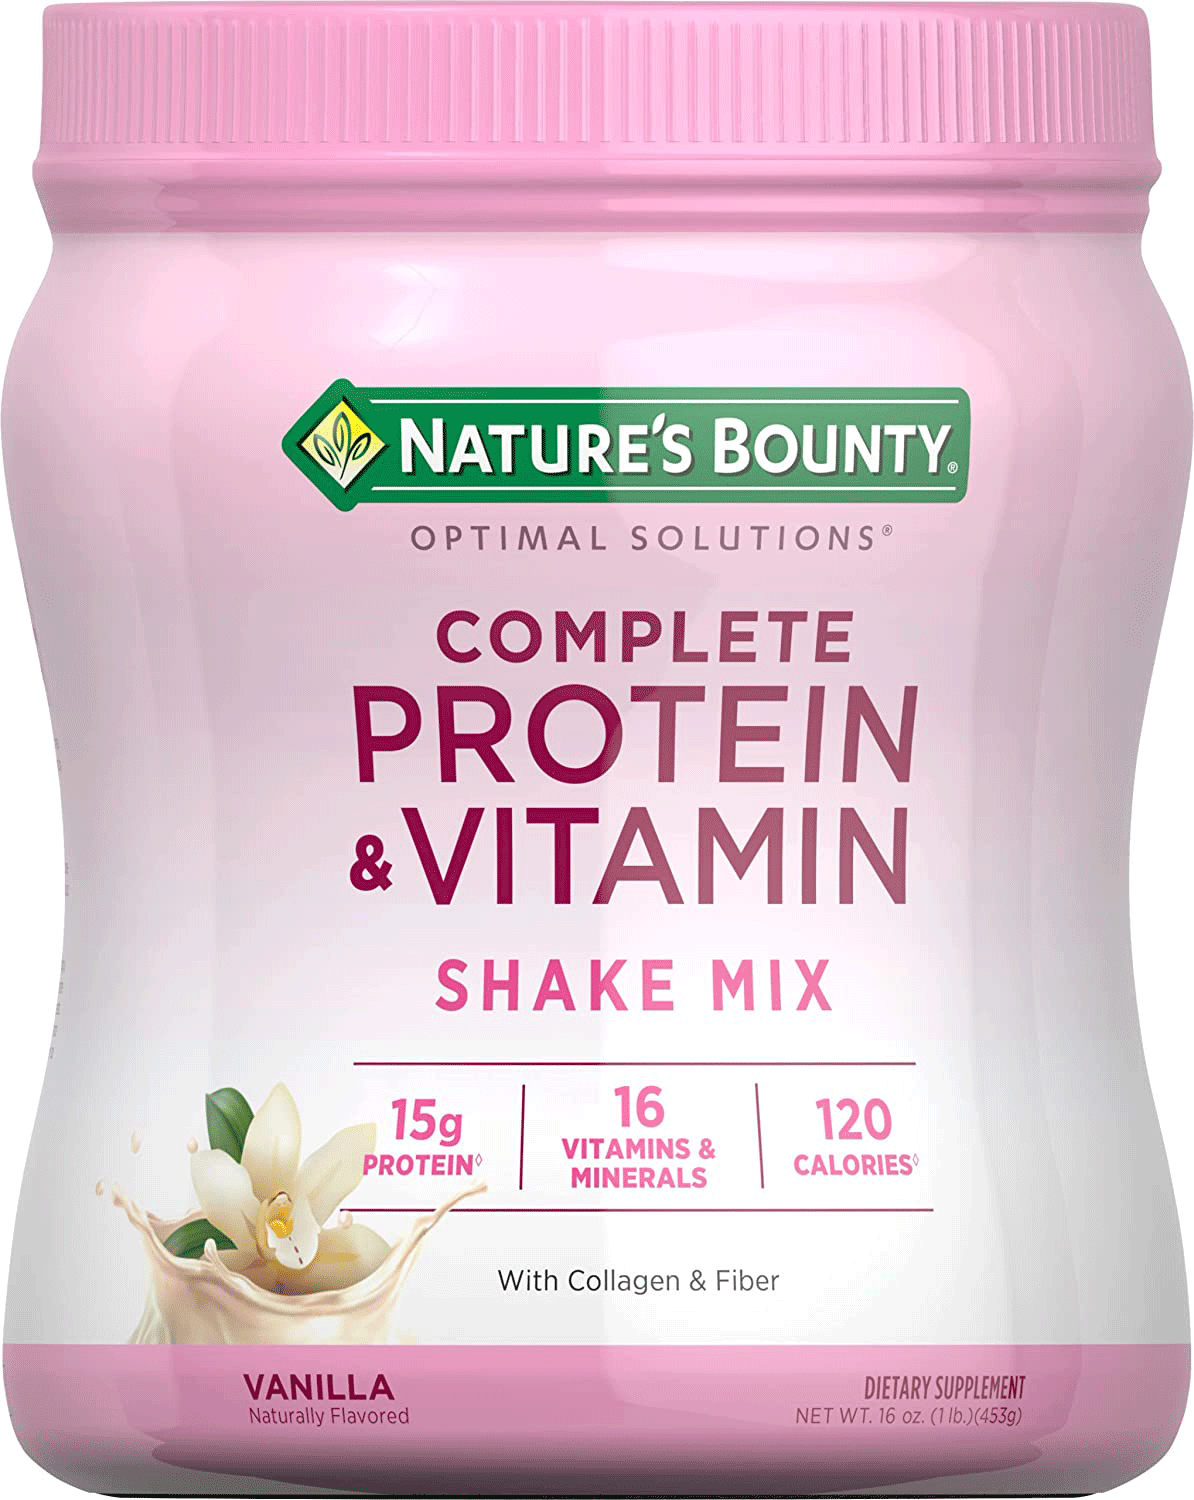 NATURE'S BOUNTY®
OPTIMAL SOLUTIONS®
COMPLETE
PROTEIN
& VITAMIN
SHAKE MIX
15g
PROTEIN◊
16
VITAMINS &
MINERALS
120
CALORIES◊
With Collagen & Fiber
VANILLA
Naturally Flavored
DIETARY SUPPLEMENT
NET WT. 16 oz. (1 lb.)(453g)